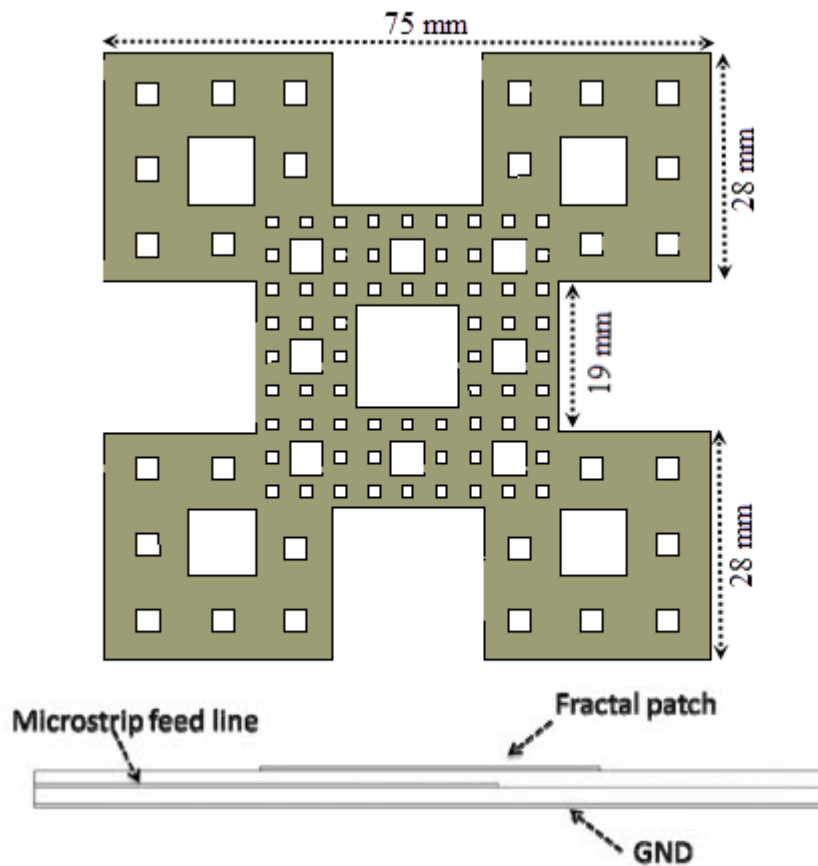 75 mm
28 mm
19 mm
28 mm
Microstrip feed line
Fractal patch
GND